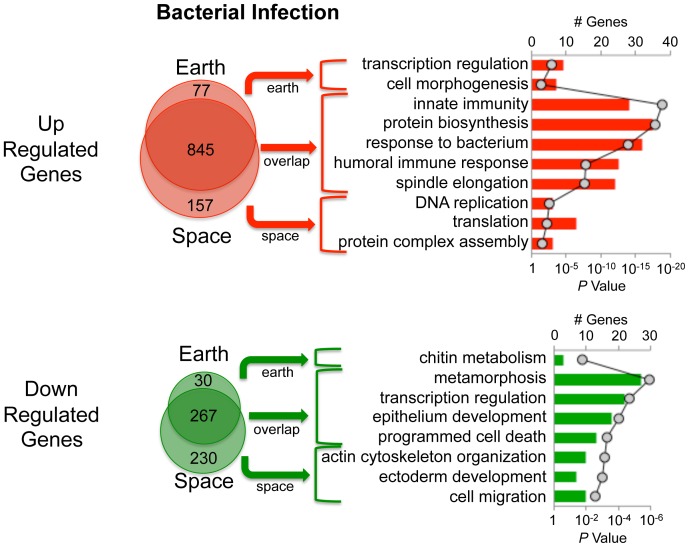 Bacterial Infection
# Genes
0 10 20 30 40
Earth
77
845
157
Space
Up
Regulated
Genes
earth
overlap
space
transcription regulation
cell morphogenesis
innate immunity
protein biosynthesis
response to bacterium
humoral immune response
spindle elongation
DNA replication
translation
protein complex assembly
1 10-5 10-10 10-15 10-20
P Value
# Genes
0 10 20 30
Earth
30
267
230
Space
Down
Regulated
Genes
earth
overlap
space
chitin metabolism
metamorphosis
transcription regulation
epithelium development
programmed cell death
actin cytoskeleton organization
ectoderm development
cell migration
1 10-2 10-4 10-6
P Value